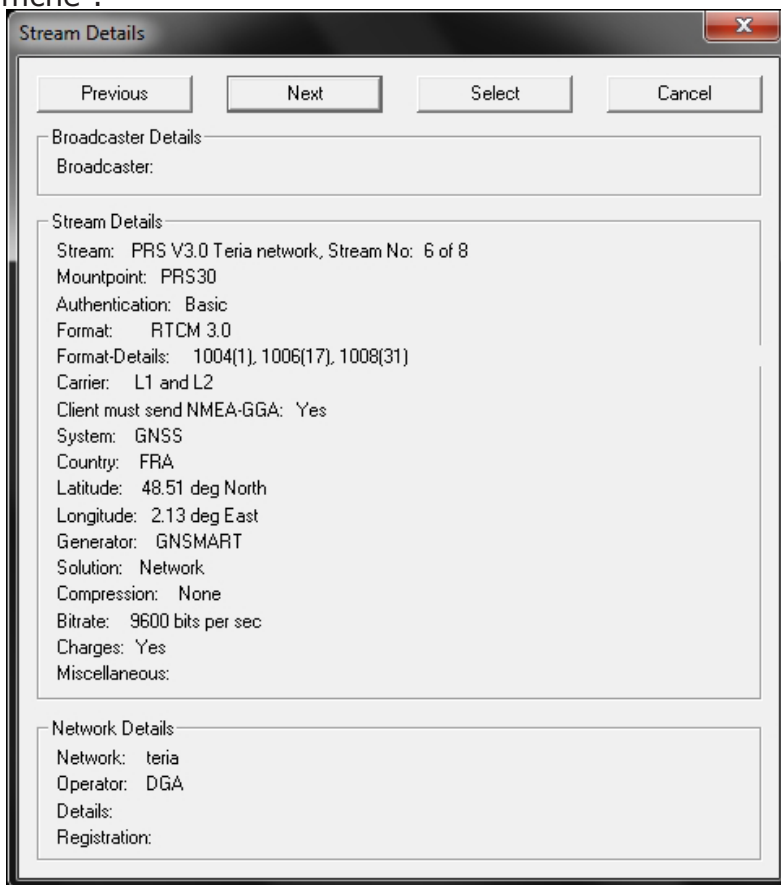 Stream Details
Previous Next Select Cancel
Broadcaster Details
Broadcaster:
Stream Details
Stream: PRS V3.0 Teria network, Stream No: 6 of 8
Mountpoint: PRS30
Authentication: Basic
Format: RTCM 3.0
Format-Details: 1004(1), 1006(17), 1008(31)
Carrier: L1 and L2
Client must send NMEA-GGA: Yes
System: GNSS
Country: FRA
Latitude: 48.51 deg North
Longitude: 2.13 deg East
Generator: GNSMART
Solution: Network
Compression: None
Bitrate: 9600 bits per sec
Charges: Yes
Miscellaneous:
Network Details
Network: teria
Operator: DGA
Details:
Registration: